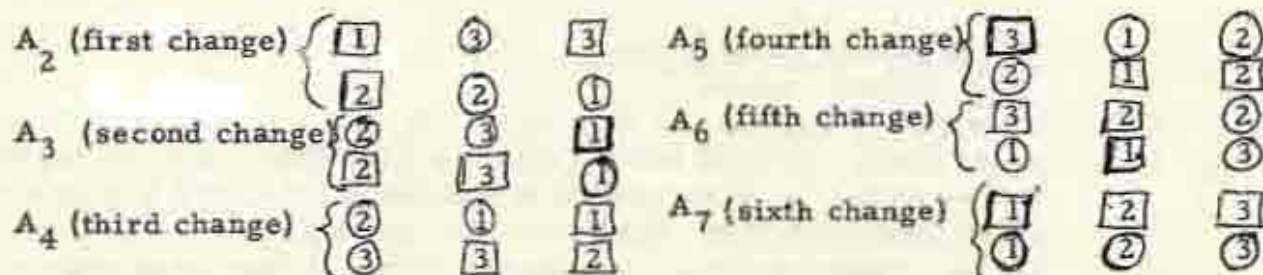 A2 (first change) { 1 3 3
2 2 1
A3 (second change) { 2 3 1
2 3 1
A4 (third change) { 2 1 1
3 3 2
A5 (fourth change) { 3 1 2
2 1 2
A6 (fifth change) { 3 2 2
1 1 3
A7 (sixth change) { 1 2 3
1 2 3